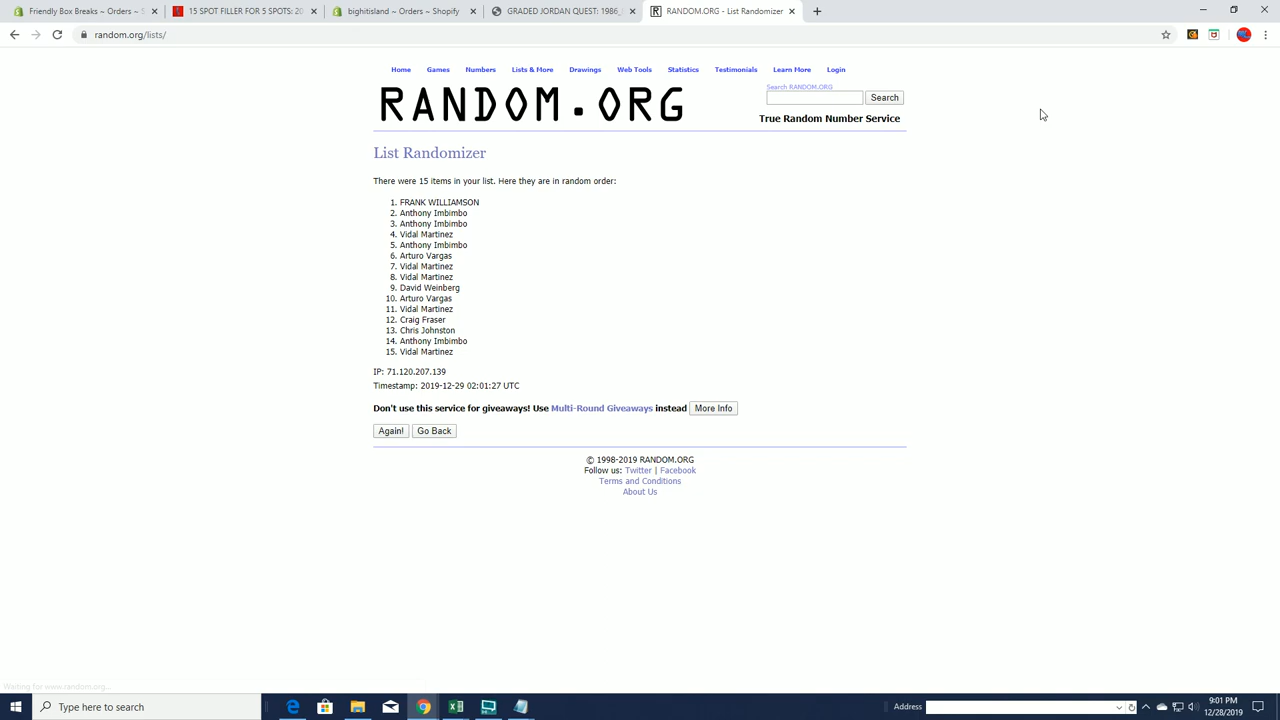 Friendly Box Breaks ~ Orders ~ S
15 SPOT FILLER FOR 5 SPOTS: 20
bighitisland ~ Orders ~ Shopify
GRADED JORDAN QUEST: 1986_
RANDOM.ORG - List Randomizer
random.org/lists/
Home Games Numbers Lists & More Drawings Web Tools Statistics Testimonials Learn More Login
Search RANDOM.ORG
RANDOM.ORG
Search
True Random Number Service
List Randomizer
There were 15 items in your list. Here they are in random order:
1. FRANK WILLIAMSON
2. Anthony Imbimbo
3. Anthony Imbimbo
4. Vidal Martinez
5. Anthony Imbimbo
6. Arturo Vargas
7. Vidal Martinez
8. Vidal Martinez
9. David Weinberg
10. Arturo Vargas
11. Vidal Martinez
12. Craig Fraser
13. Chris Johnston
14. Anthony Imbimbo
15. Vidal Martinez
IP: 71.120.207.139
Timestamp: 2019-12-29 02:01:27 UTC
Don't use this service for giveaways! Use Multi-Round Giveaways instead More Info
Again! Go Back
© 1998-2019 RANDOM.ORG
Follow us: Twitter | Facebook
Terms and Conditions
About Us
Waiting for www.random.org...
Type here to search
Address
9:01 PM
12/28/2019